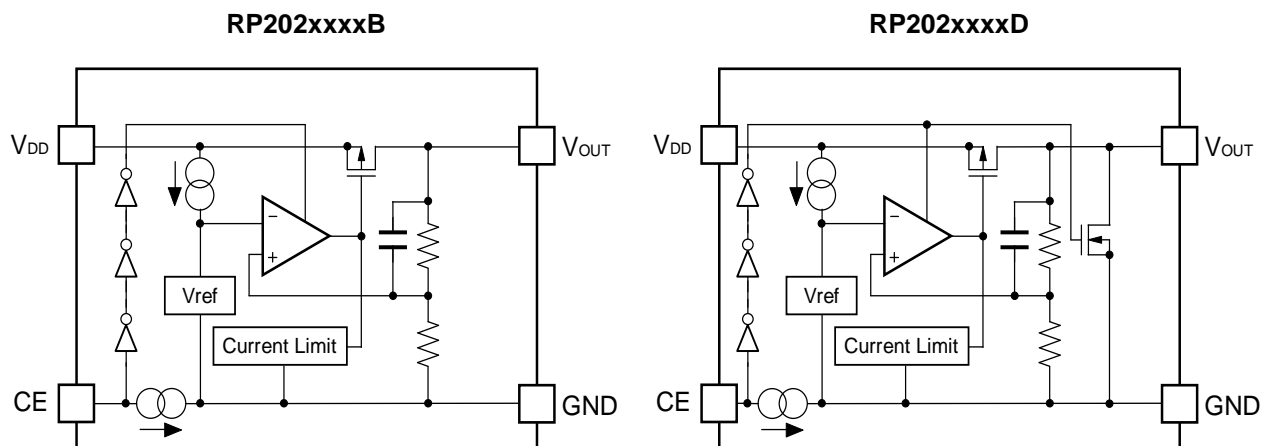 RP202xxxxB
VDD
VOUT
−
+
Vref
Current Limit
CE
GND
RP202xxxxD
VDD
VOUT
−
+
Vref
Current Limit
CE
GND